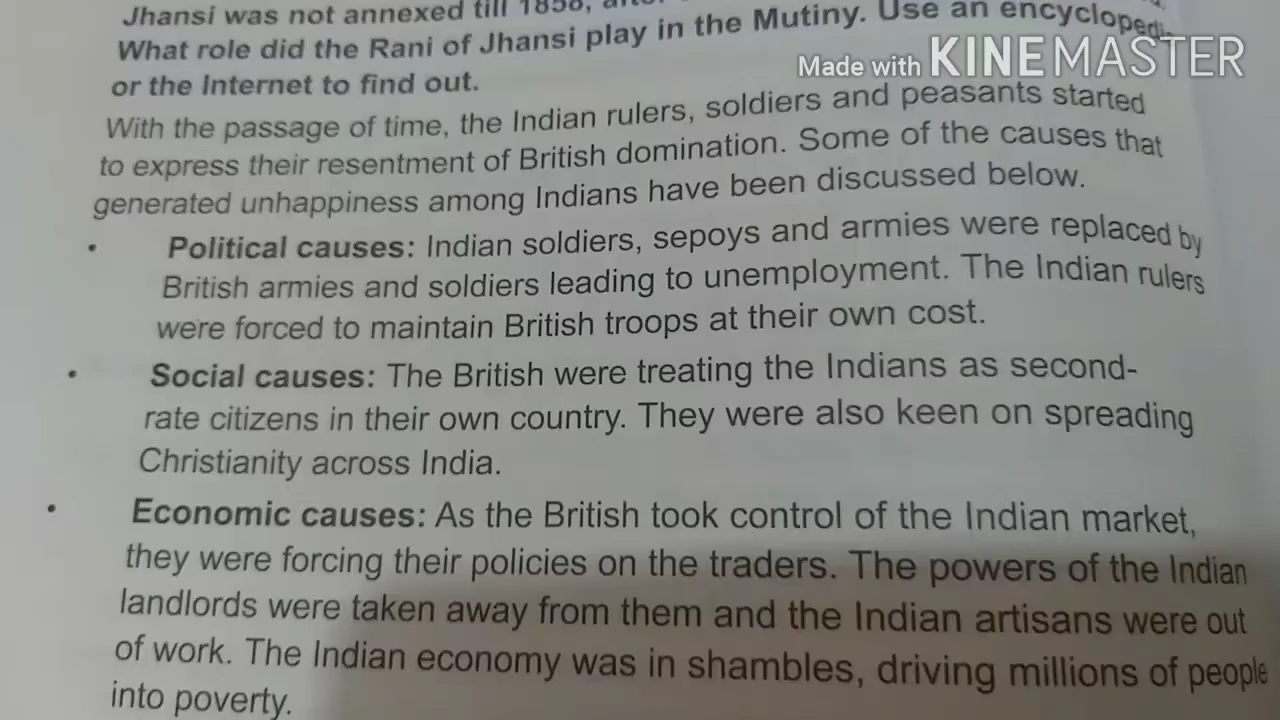 Jhansi was not annexed till 1858,
What role did the Rani of Jhansi play in the Mutiny. Use an
or the Internet to find out.
Made with KINEMASTER
With the passage of time, the Indian rulers, soldiers and peasants started
to express their resentment of British domination. Some of the causes that
generated unhappiness among Indians have been discussed below.
• Political causes: Indian soldiers, sepoys and armies were replaced by
British armies and soldiers leading to unemployment. The Indian rulers
were forced to maintain British troops at their own cost.
• Social causes: The British were treating the Indians as second-
rate citizens in their own country. They were also keen on spreading
Christianity across India.
• Economic causes: As the British took control of the Indian market,
they were forcing their policies on the traders. The powers of the Indian
landlords were taken away from them and the Indian artisans were out
of work. The Indian economy was in shambles, driving millions of people
into poverty.